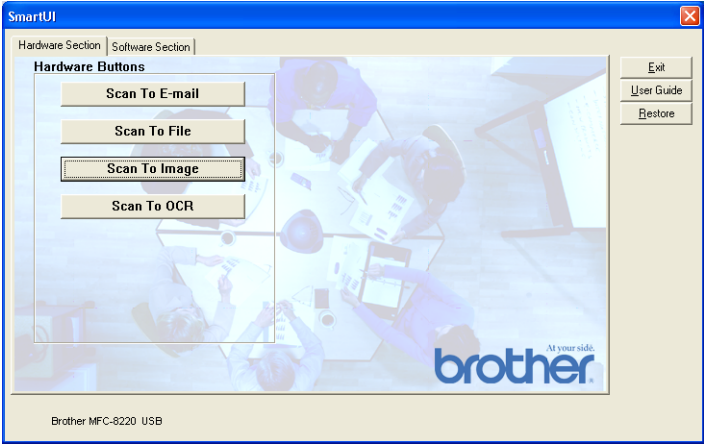 SmartUI
Hardware Section
Software Section
Hardware Buttons
Scan To E-mail
Scan To File
Scan To Image
Scan To OCR
Exit
User Guide
Restore
At your side.
brother.
Brother MFC-8220 USB